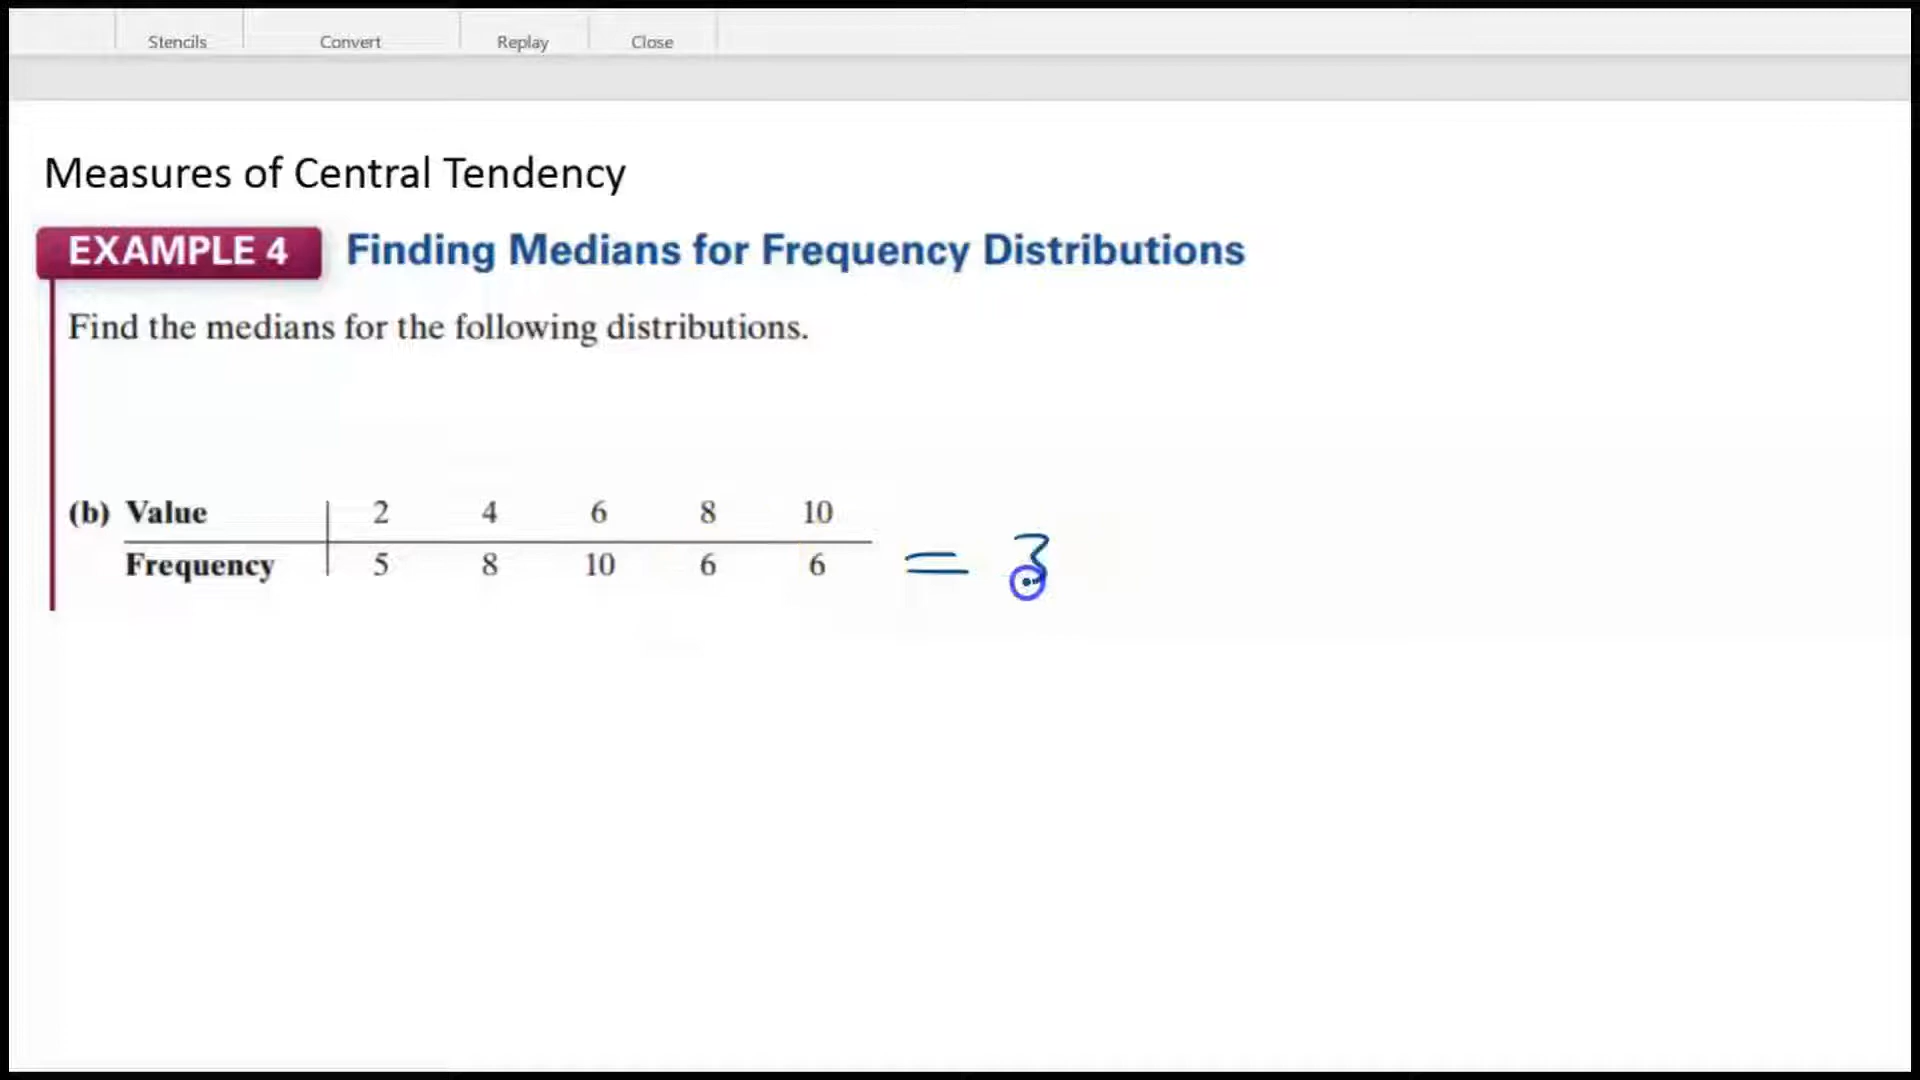 Stencils Convert Replay Close
Measures of Central Tendency
EXAMPLE 4 Finding Medians for Frequency Distributions
Find the medians for the following distributions.
(b) Value 2 4 6 8 10
Frequency 5 8 10 6 6 = 3